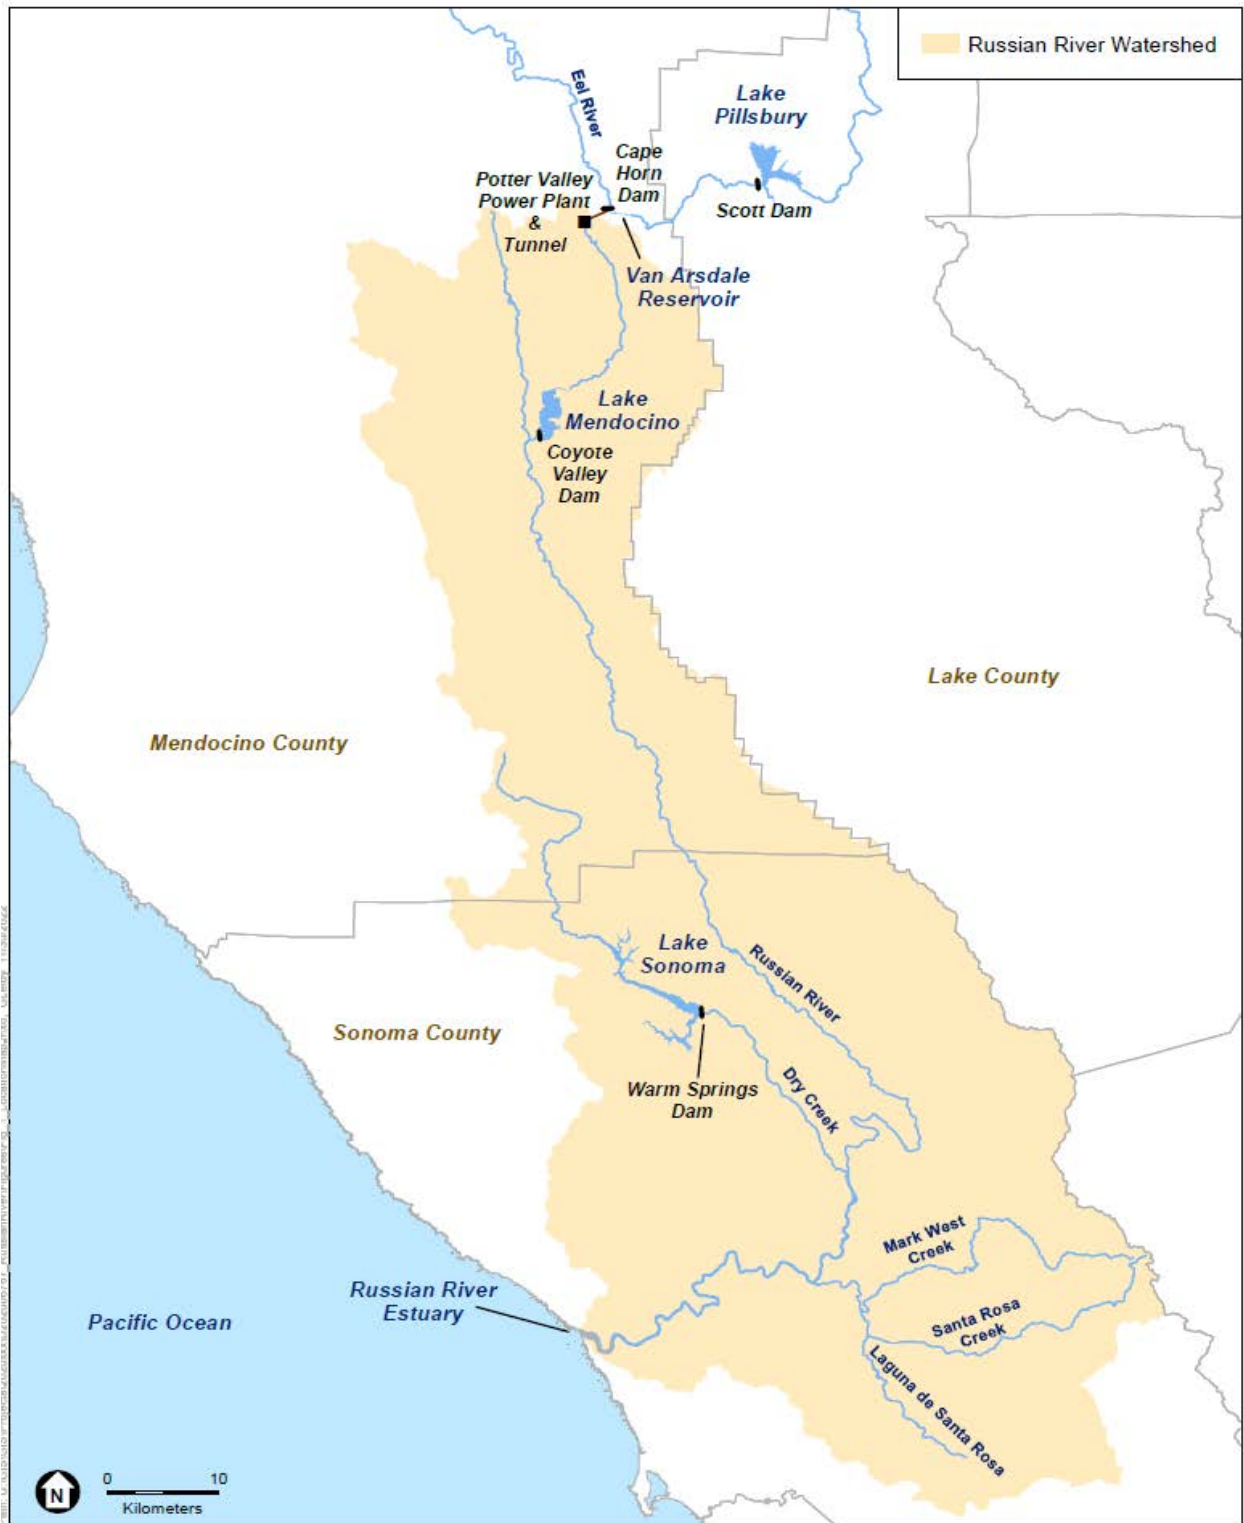 Russian River Watershed
Eel River
Lake
Pillsbury
Cape
Horn
Dam
Potter Valley
Power Plant
&
Tunnel
Scott Dam
Van Arsdale
Reservoir
Lake
Mendocino
Coyote
Valley
Dam
Lake County
Mendocino County
Lake
Sonoma
Russian River
Sonoma County
Warm Springs
Dam
Dry Creek
Mark West
Creek
Russian River
Estuary
Santa Rosa
Creek
Pacific Ocean
Laguna de Santa Rosa
N
0 10
Kilometers